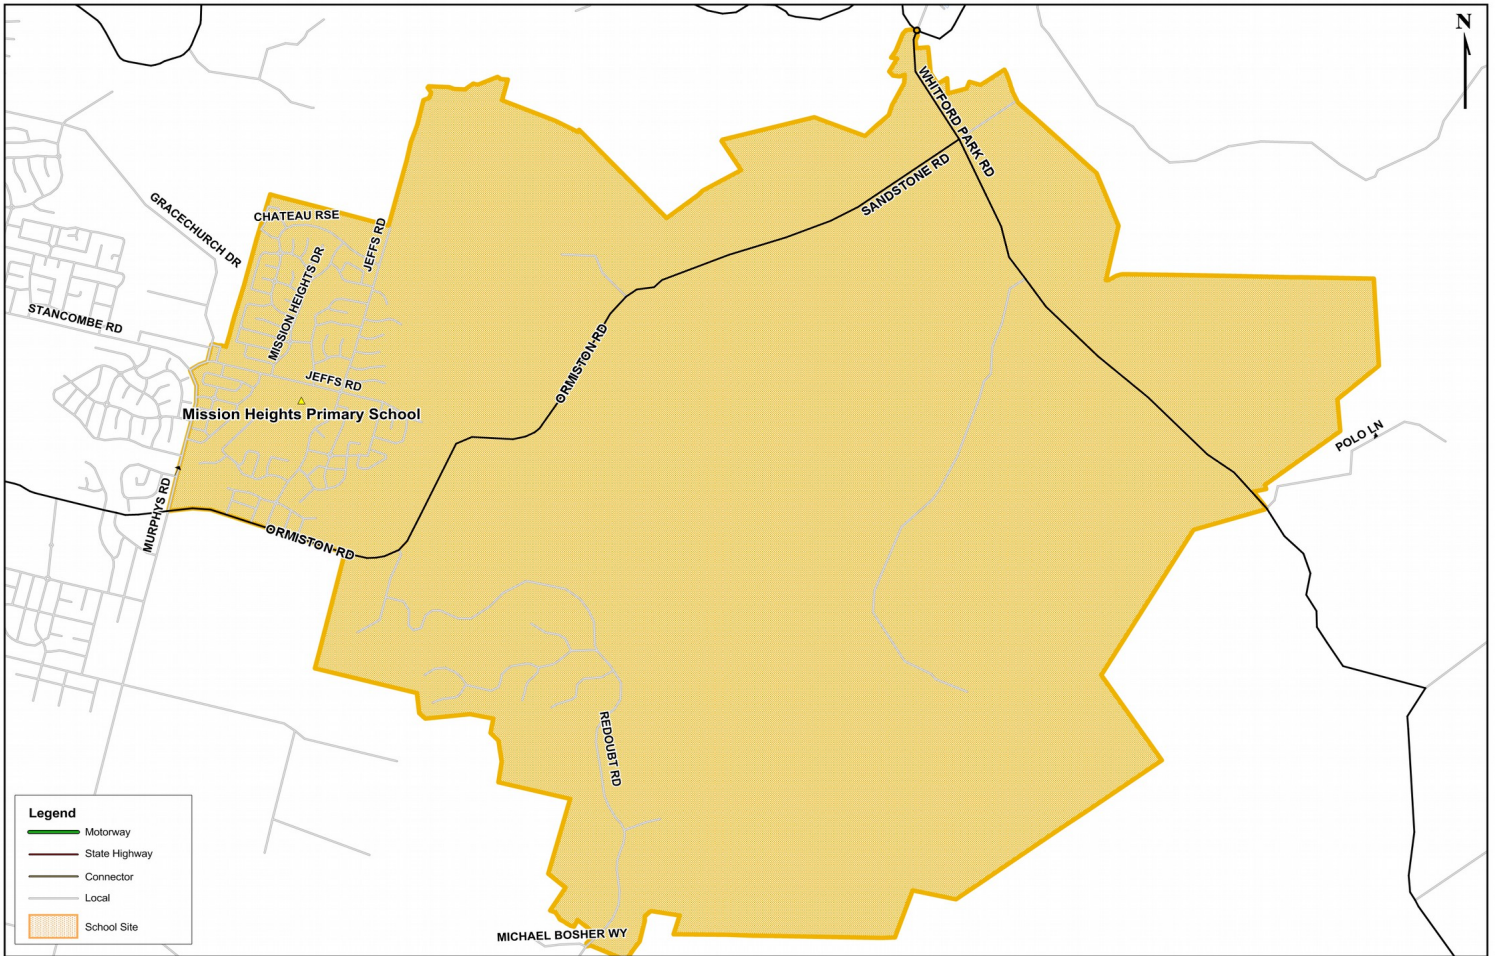 N
WHITFORD PARK RD
SANDSTONE RD
GRACECHURCH DR
CHATEAU RSE
JEFFS RD
MISSION HEIGHTS DR
STANCOMBE RD
ORMISTON RD
JEFFS RD
Mission Heights Primary School
POLO LN
MURPHYS RD
ORMISTON RD
REDOUBT RD
MICHAEL BOSHER WY
Legend
Motorway
State Highway
Connector
Local
School Site